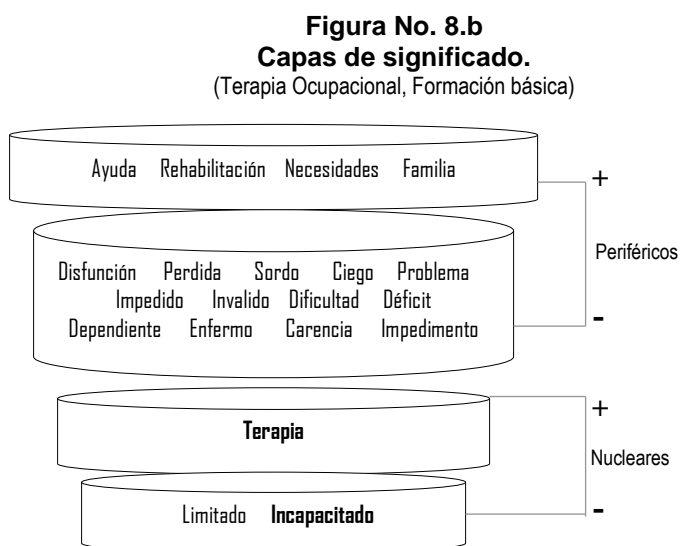 Figura No. 8.b
Capas de significado.
(Terapia Ocupacional, Formación básica)
Ayuda Rehabilitación Necesidades Familia
+
Periféricos
Disfunción Perdida Sordo Ciego Problema
Impedido Invalido Dificultad Déficit
Dependiente Enfermo Carencia Impedimento
-
+
Terapia
Nucleares
Limitado Incapacitado
-